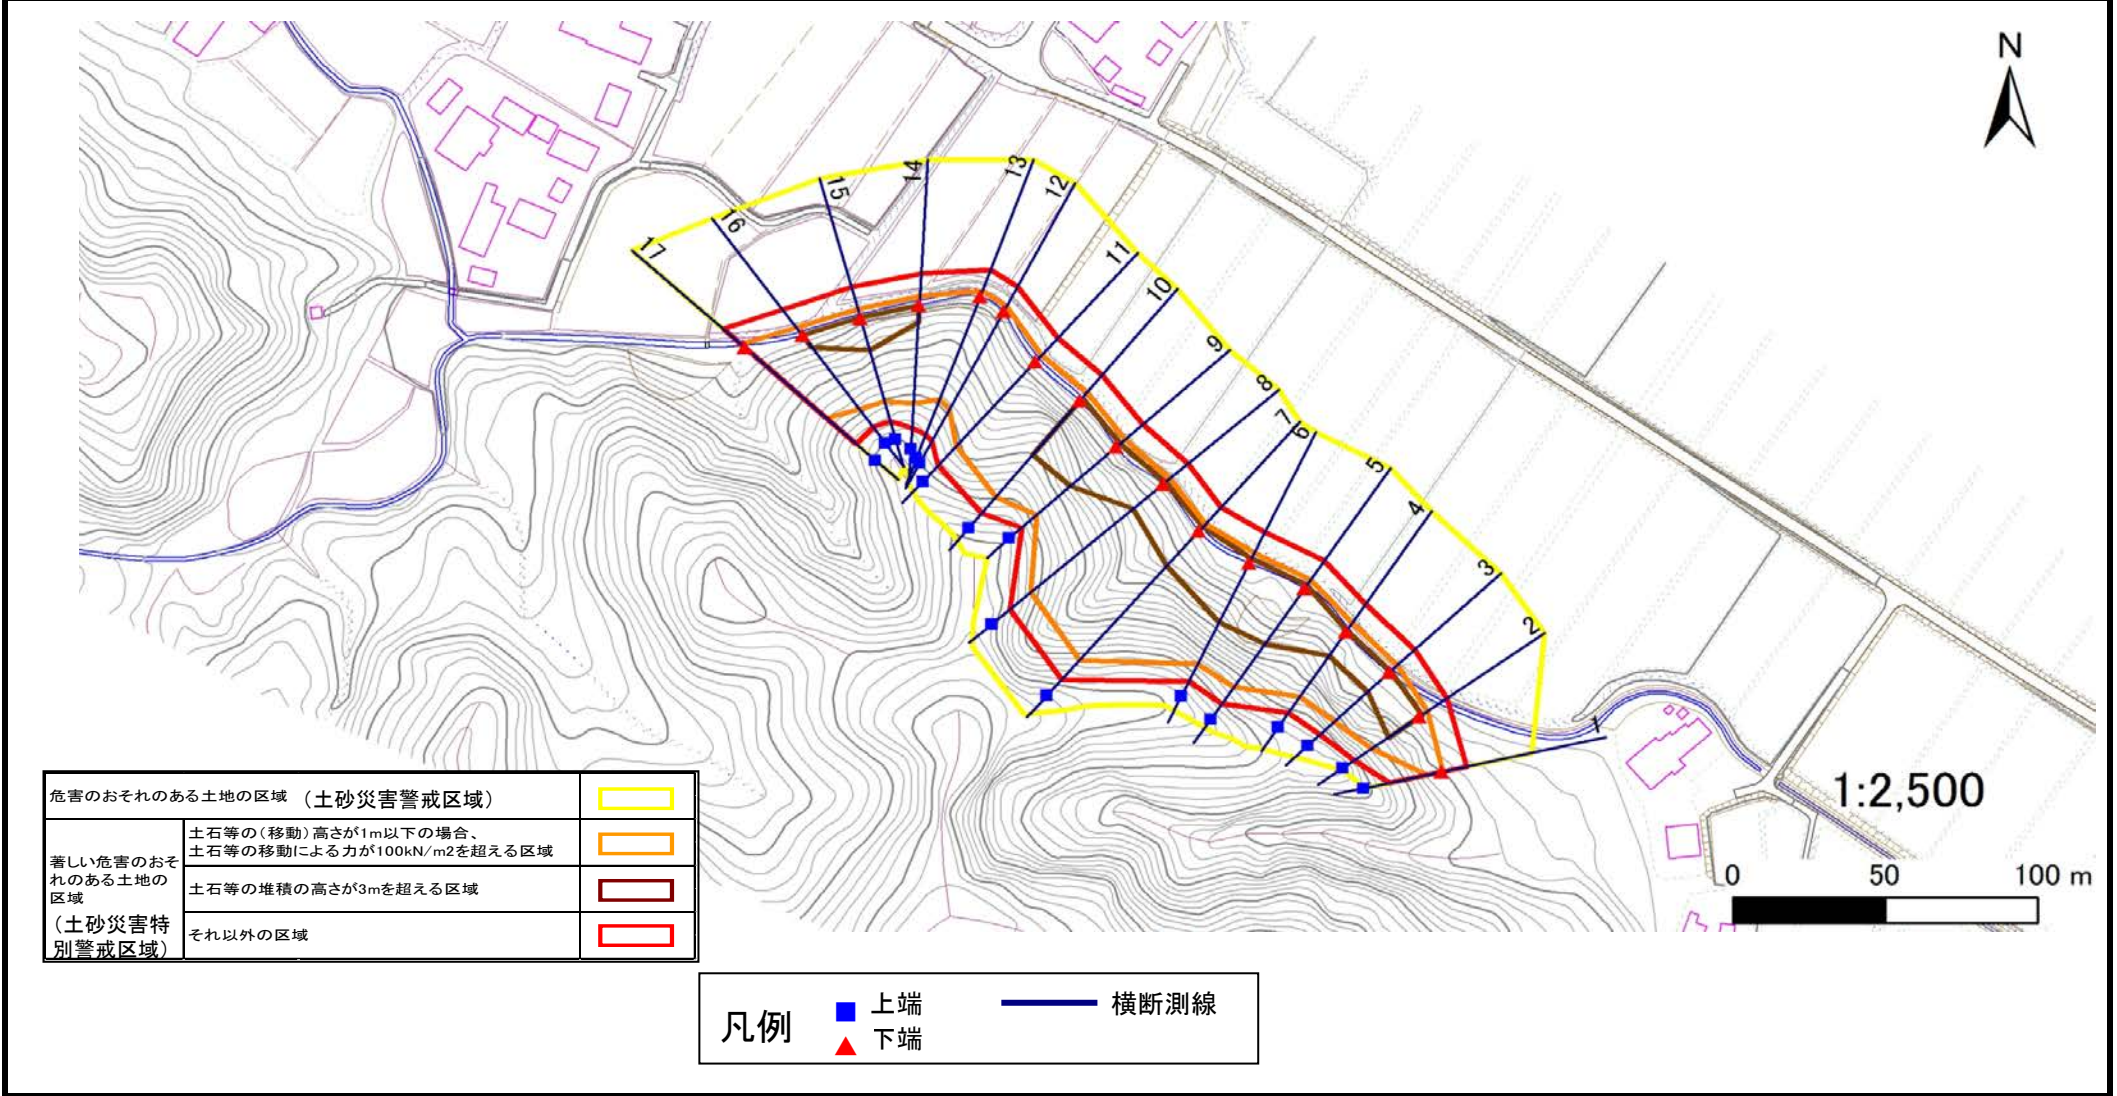 N
14
13
12
15
16
17
11
10
9
8
7
6
5
4
3
2
1
1:2,500
0 50 100 m
危害のおそれのある土地の区域 (土砂災害警戒区域)
著しい危害のおそ
れのある土地の
区域
(土砂災害特
別警戒区域)
土石等の(移動)高さが1m以下の場合、
土石等の移動による力が100kN/m2を超える区域
土石等の堆積の高さが3mを超える区域
それ以外の区域
凡例
上端
下端
横断測線